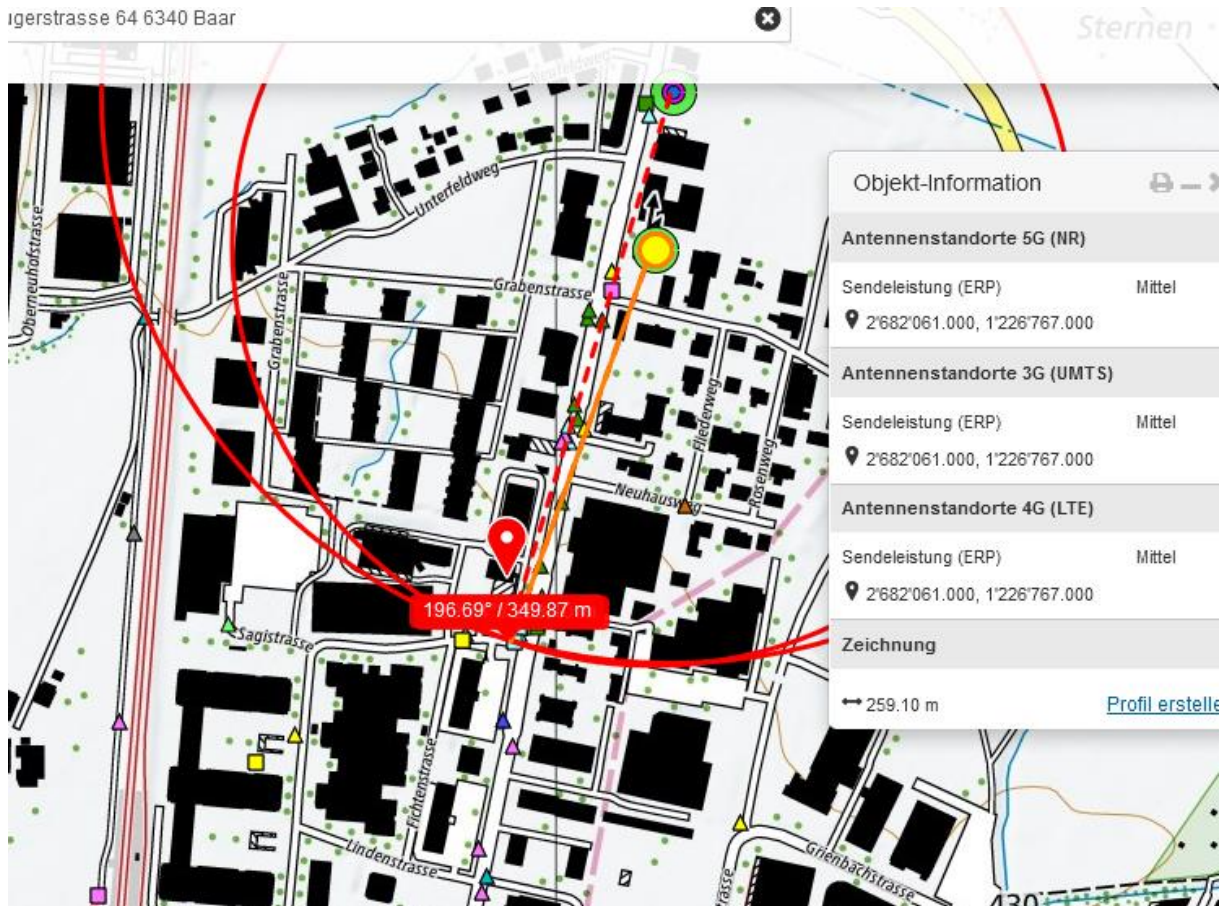 ugerstrasse 64 6340 Baar
Sternen
Unterfeldweg
Oberneuhofstrasse
Grabenstrasse
Grabenstrasse
Fliederweg
Rosenweg
Neuhausweg
196.69° / 349.87 m
Sagistrasse
Fichtenstrasse
Lindenstrasse
Grienbachstrasse
strasse
430
Objekt-Information
Antennenstandorte 5G (NR)
Sendeleistung (ERP) Mittel
2'682'061.000, 1'226'767.000
Antennenstandorte 3G (UMTS)
Sendeleistung (ERP) Mittel
2'682'061.000, 1'226'767.000
Antennenstandorte 4G (LTE)
Sendeleistung (ERP) Mittel
2'682'061.000, 1'226'767.000
Zeichnung
259.10 m Profil erstelle